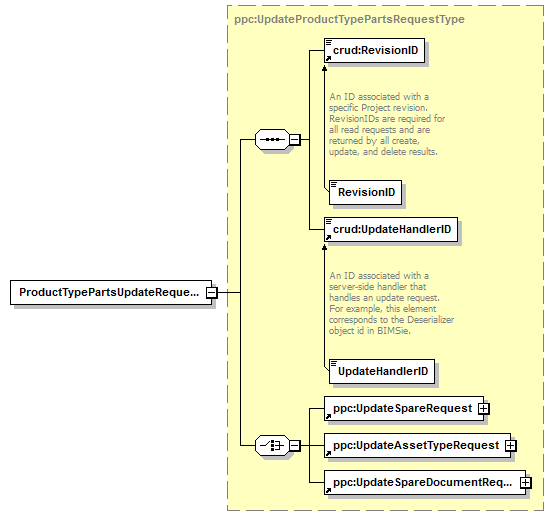 ppc:UpdateProductTypePartsRequestType
crud:RevisionID
An ID associated with a
specific Project revision.
RevisionIDs are required for
all read requests and are
returned by all create,
update, and delete results.
RevisionID
crud:UpdateHandlerID
An ID associated with a
server-side handler that
handles an update request.
For example, this element
corresponds to the Deserializer
object id in BIMSie.
UpdateHandlerID
ProductTypePartsUpdateReque...
ppc:UpdateSpareRequest
ppc:UpdateAssetTypeRequest
ppc:UpdateSpareDocumentReq...